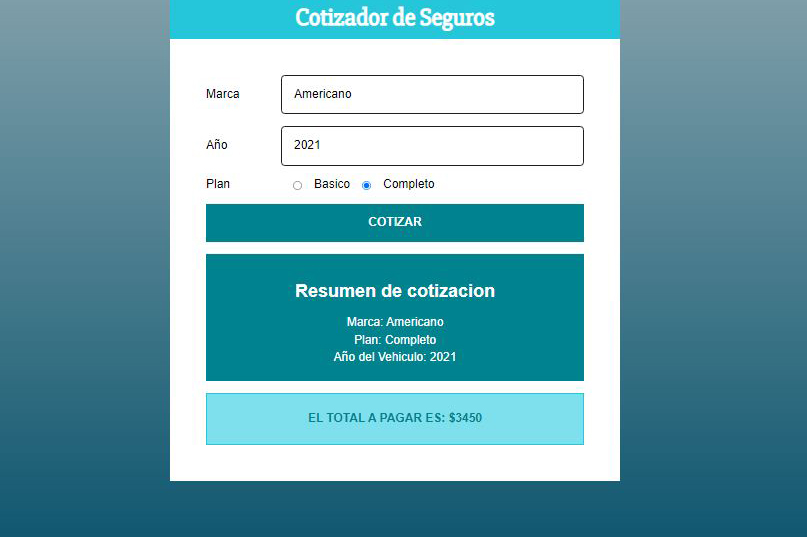 Cotizador de Seguros
Marca
Americano
Año
2021
Plan
Basico
Completo
COTIZAR
Resumen de cotizacion
Marca: Americano
Plan: Completo
Año del Vehiculo: 2021
EL TOTAL A PAGAR ES: $3450